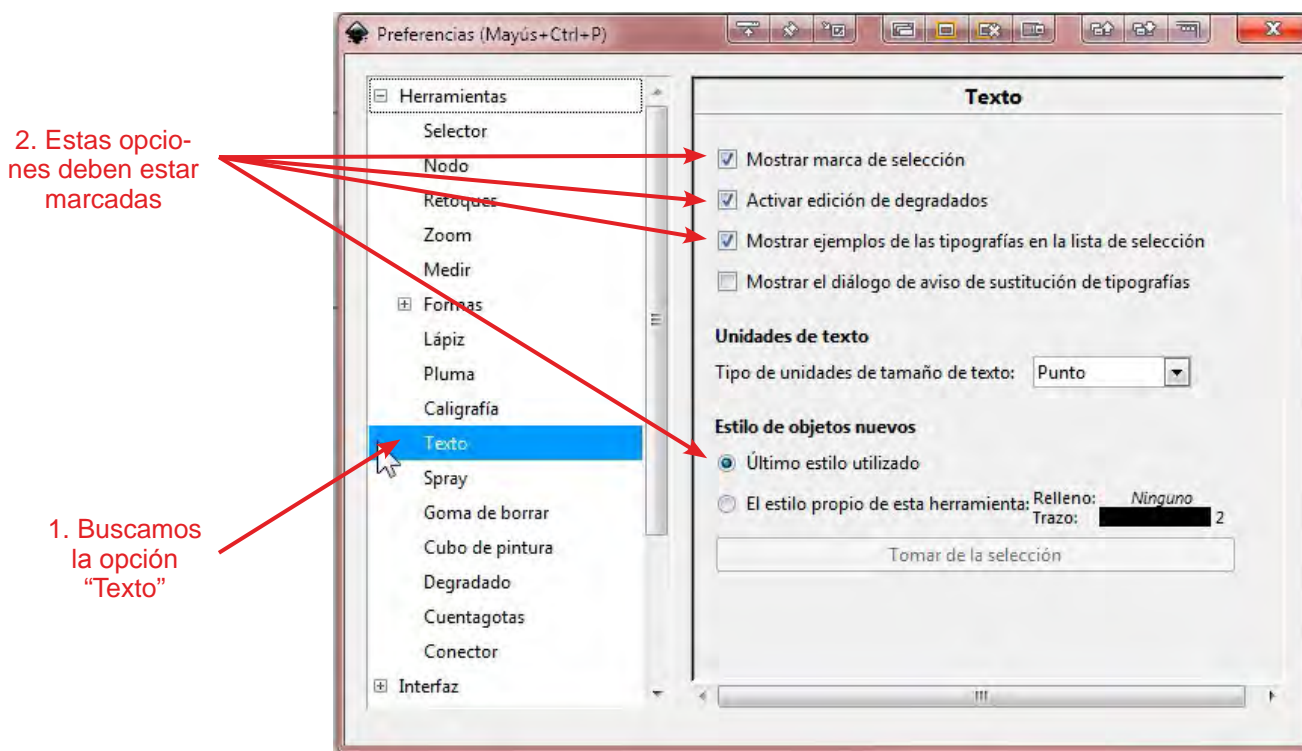 Preferencias (Mayús+Ctrl+P)
Herramientas
Selector
Nodo
Retoques
Zoom
Medir
Formas
Lápiz
Pluma
Caligrafía
Texto
Spray
Goma de borrar
Cubo de pintura
Degradado
Cuentagotas
Conector
Interfaz
Texto
Mostrar marca de selección
Activar edición de degradados
Mostrar ejemplos de las tipografías en la lista de selección
Mostrar el diálogo de aviso de sustitución de tipografías
Unidades de texto
Tipo de unidades de tamaño de texto: Punto
Estilo de objetos nuevos
Último estilo utilizado
El estilo propio de esta herramienta: Relleno: Ninguno
Trazo: 2
Tomar de la selección
2. Estas opcio-
nes deben estar
marcadas
1. Buscamos
la opción
“Texto”